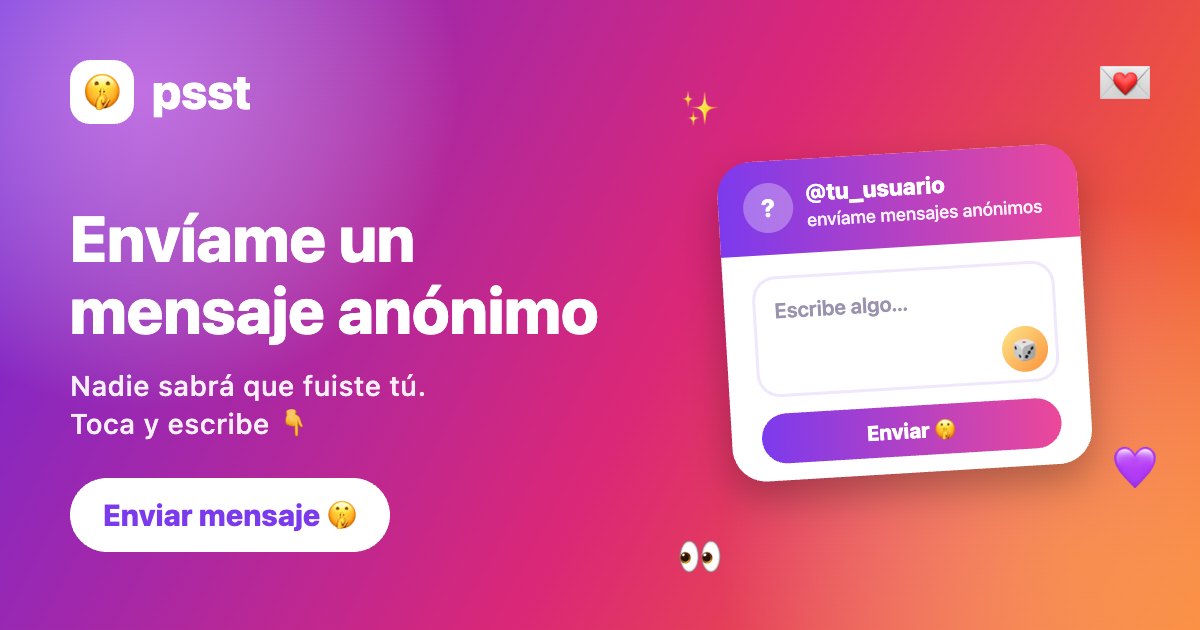 psst
Envíame un
mensaje anónimo
Nadie sabrá que fuiste tú.
Toca y escribe 👇
Enviar mensaje 🤫
?
@tu_usuario
envíame mensajes anónimos
Escribe algo...
Enviar 🤫